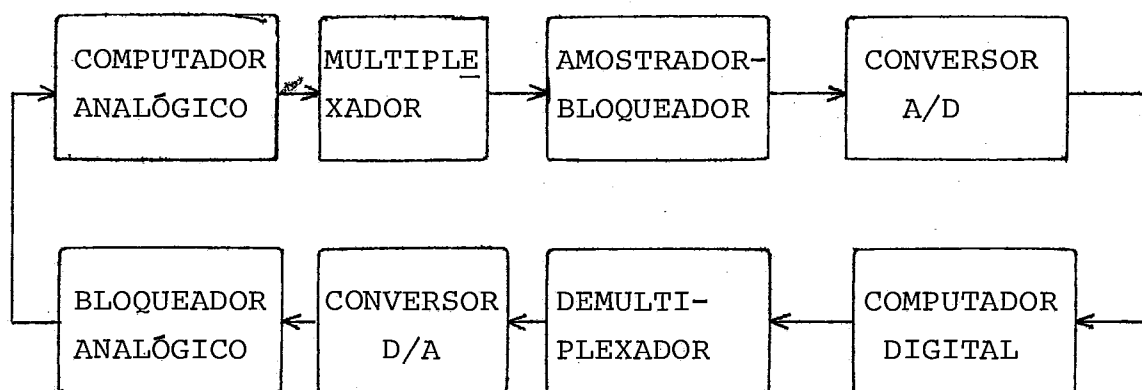 COMPUTADOR
ANALÓGICO
MULTIPLE
XADOR
AMOSTRADOR-
BLOQUEADOR
CONVERSOR
A/D
BLOQUEADOR
ANALÓGICO
CONVERSOR
D/A
DEMULTI-
PLEXADOR
COMPUTADOR
DIGITAL